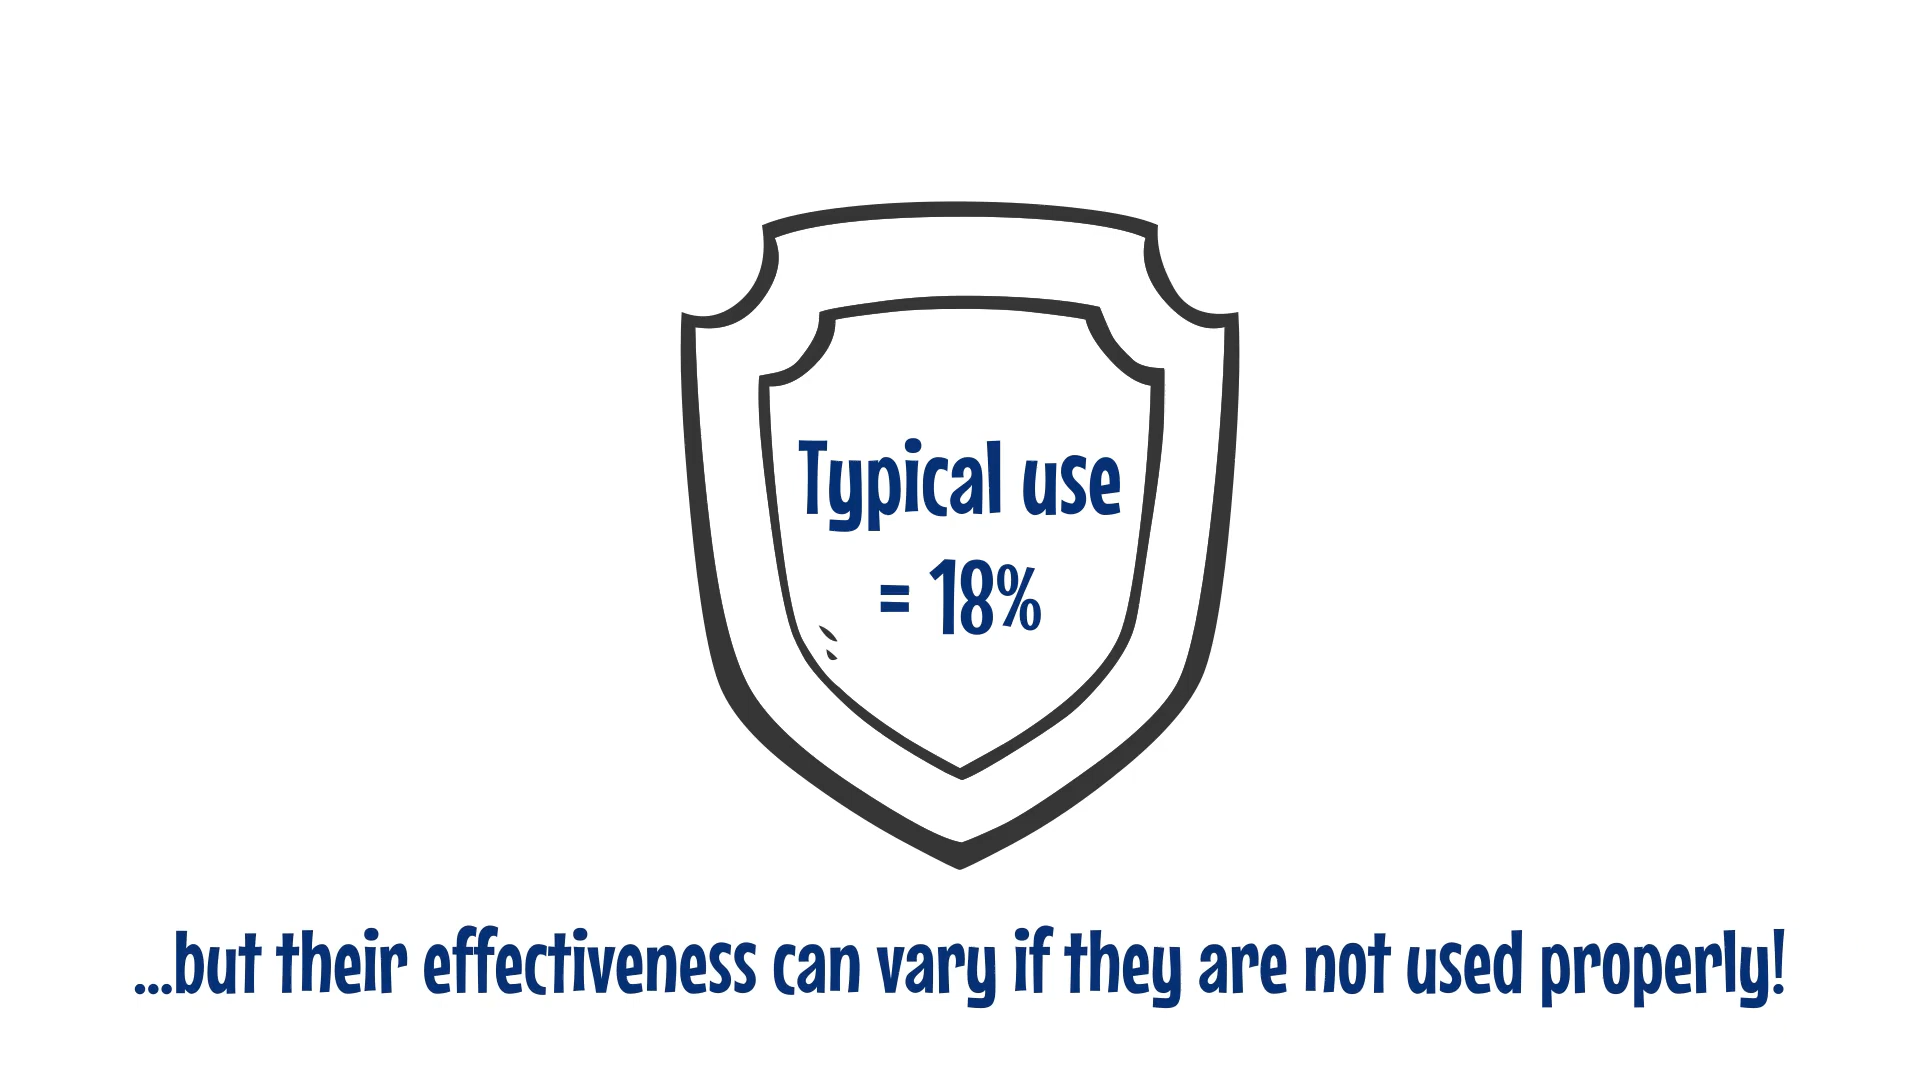 Typical use
= 18%
...but their effectiveness can vary if they are not used properly!